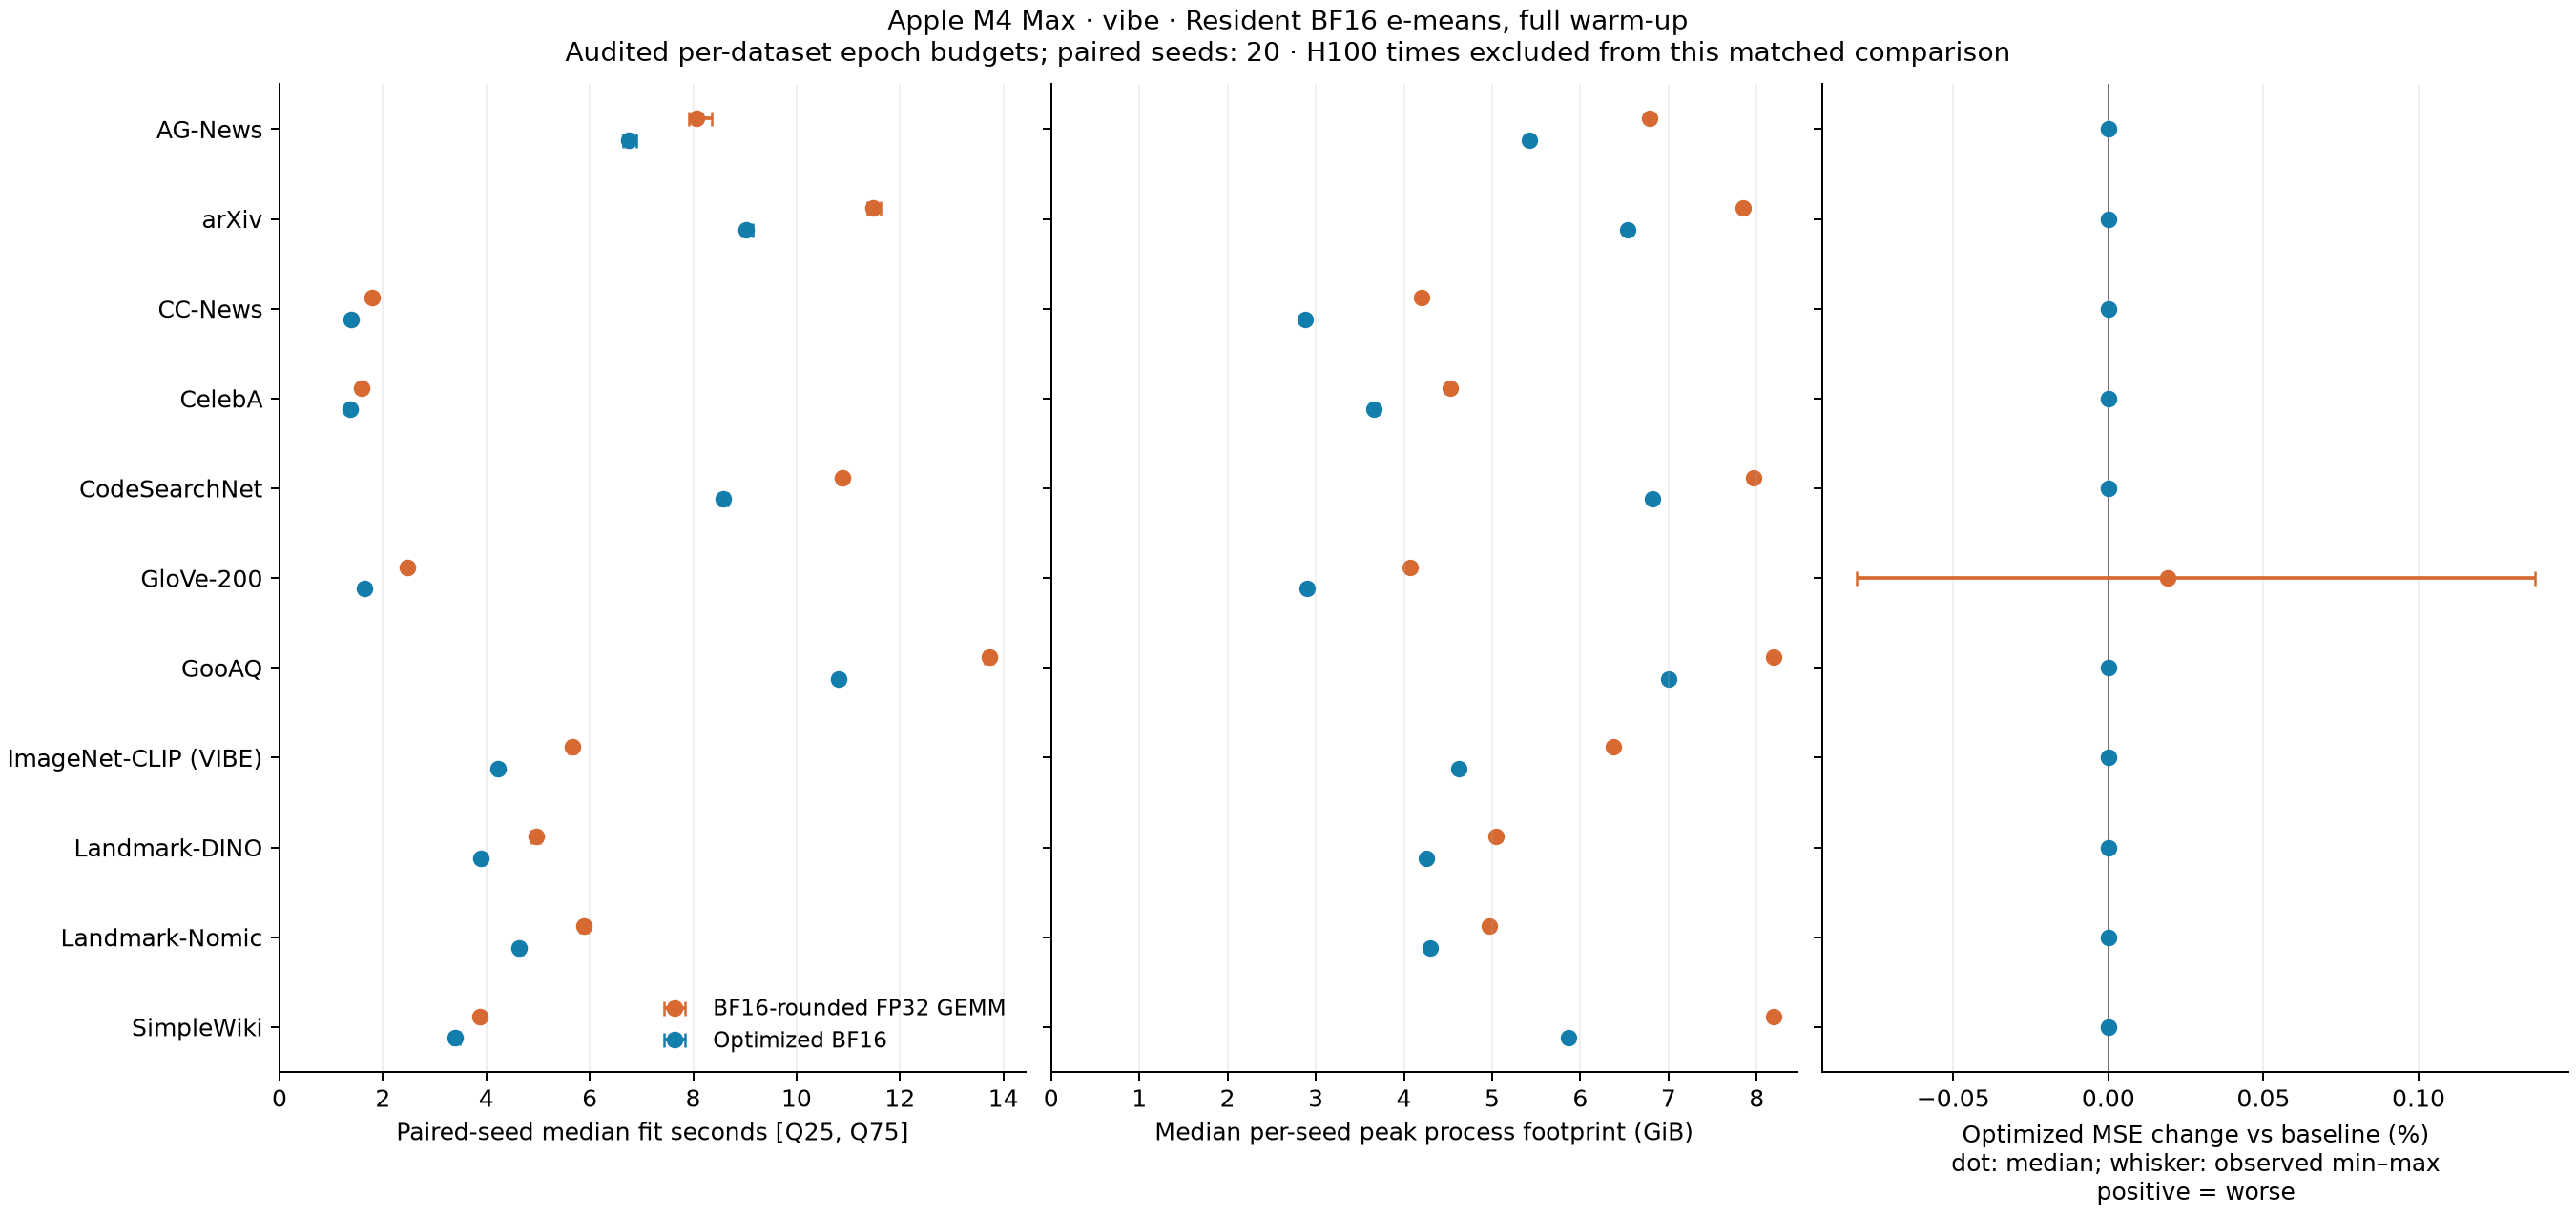 Apple M4 Max · vibe · Resident BF16 e-means, full warm-up
Audited per-dataset epoch budgets; paired seeds: 20 · H100 times excluded from this matched comparison
AG-News
arXiv
CC-News
CelebA
CodeSearchNet
GloVe-200
GooAQ
ImageNet-CLIP (VIBE)
Landmark-DINO
Landmark-Nomic
SimpleWiki
BF16-rounded FP32 GEMM
Optimized BF16
0 2 4 6 8 10 12 14
Paired-seed median fit seconds [Q25, Q75]
0 1 2 3 4 5 6 7 8
Median per-seed peak process footprint (GiB)
−0.05 0.00 0.05 0.10
Optimized MSE change vs baseline (%)
dot: median; whisker: observed min–max
positive = worse